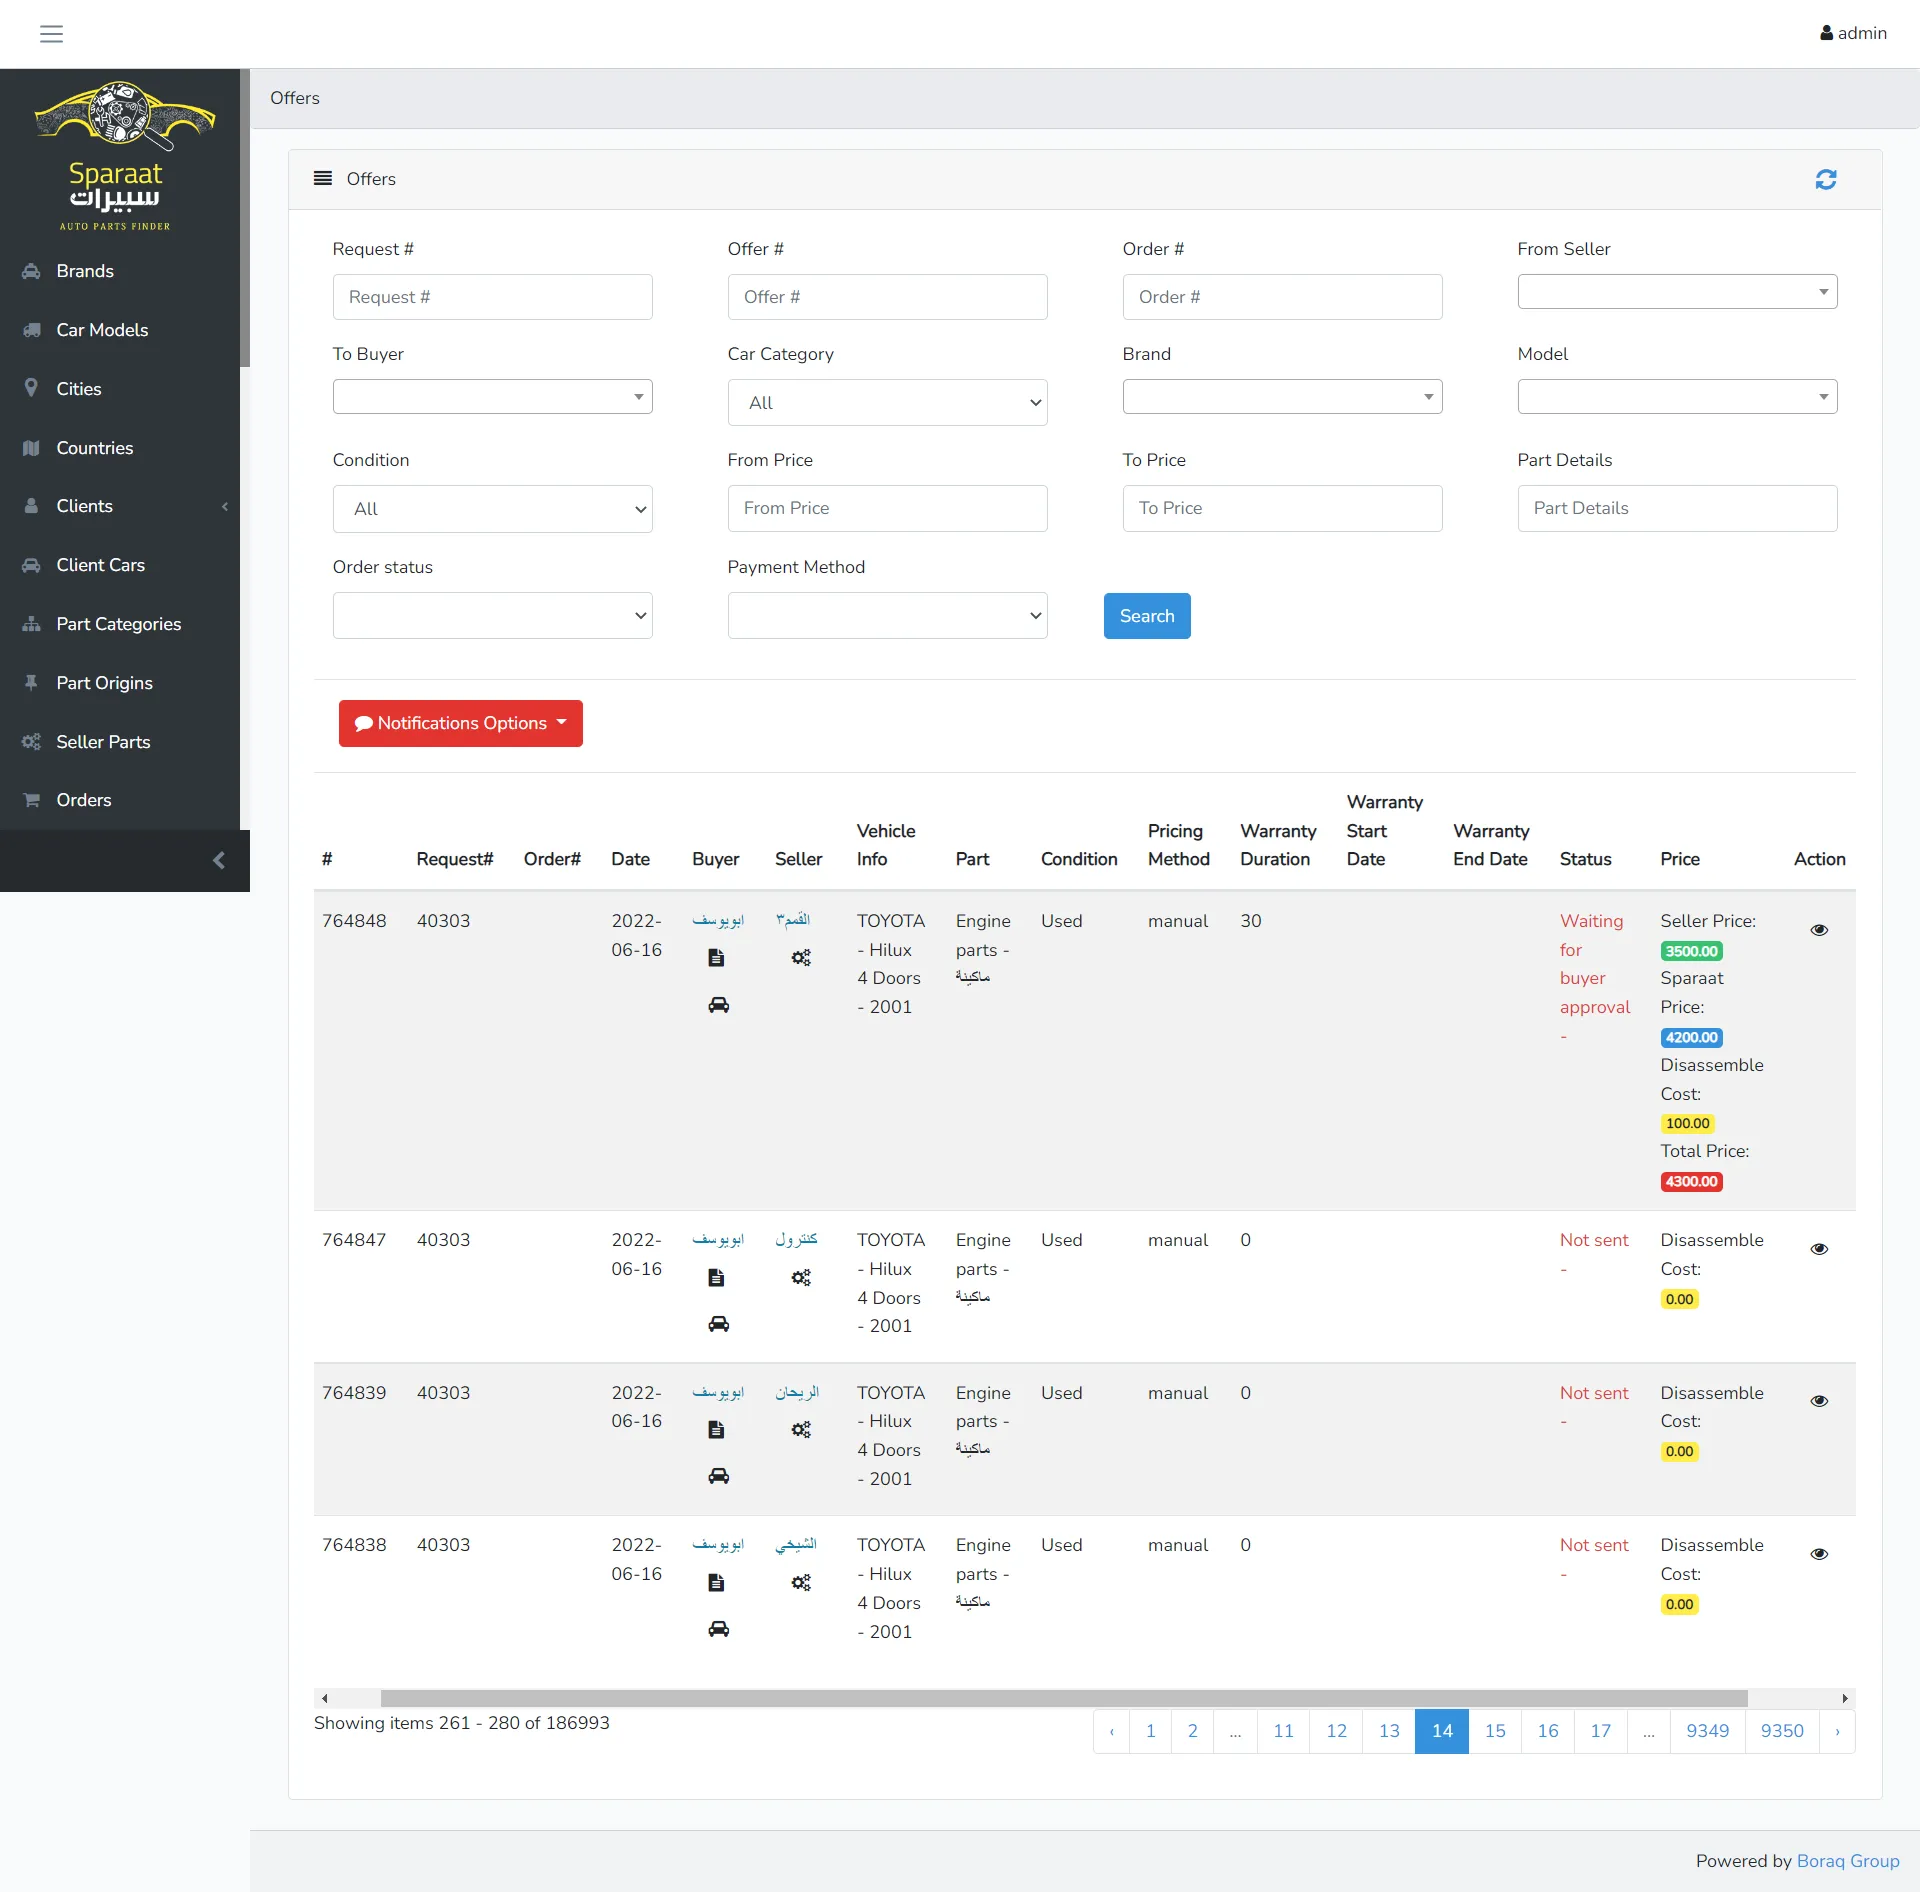 admin
Sparaat
سبيرات
AUTO PARTS FINDER
Brands
Car Models
Cities
Countries
Clients
Client Cars
Part Categories
Part Origins
Seller Parts
Orders
Offers
Offers
Request # Offer # Order # From Seller
Request # Offer # Order #
To Buyer Car Category Brand Model
All
Condition From Price To Price Part Details
All From Price To Price Part Details
Order status Payment Method
Search
Notifications Options
# Request# Order# Date Buyer Seller Vehicle Info Part Condition Pricing Method Warranty Duration Warranty Start Date Warranty End Date Status Price Action
764848 40303 2022-06-16 ابويوسف القمم٣ TOYOTA - Hilux 4 Doors - 2001 Engine parts - ماكينة Used manual 30 Waiting for buyer approval - Seller Price: 3500.00 Sparaat Price: 4200.00 Disassemble Cost: 100.00 Total Price: 4300.00
764847 40303 2022-06-16 ابويوسف كنترول TOYOTA - Hilux 4 Doors - 2001 Engine parts - ماكينة Used manual 0 Not sent - Disassemble Cost: 0.00
764839 40303 2022-06-16 ابويوسف الريحان TOYOTA - Hilux 4 Doors - 2001 Engine parts - ماكينة Used manual 0 Not sent - Disassemble Cost: 0.00
764838 40303 2022-06-16 ابويوسف الشيخي TOYOTA - Hilux 4 Doors - 2001 Engine parts - ماكينة Used manual 0 Not sent - Disassemble Cost: 0.00
Showing items 261 - 280 of 186993
‹ 1 2 ... 11 12 13 14 15 16 17 ... 9349 9350 ›
Powered by Boraq Group